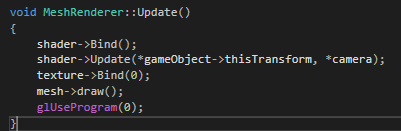 void MeshRenderer::Update()
{
    shader->Bind();
    shader->Update(*gameObject->thisTransform, *camera);
    texture->Bind(0);
    mesh->draw();
    glUseProgram(0);
}